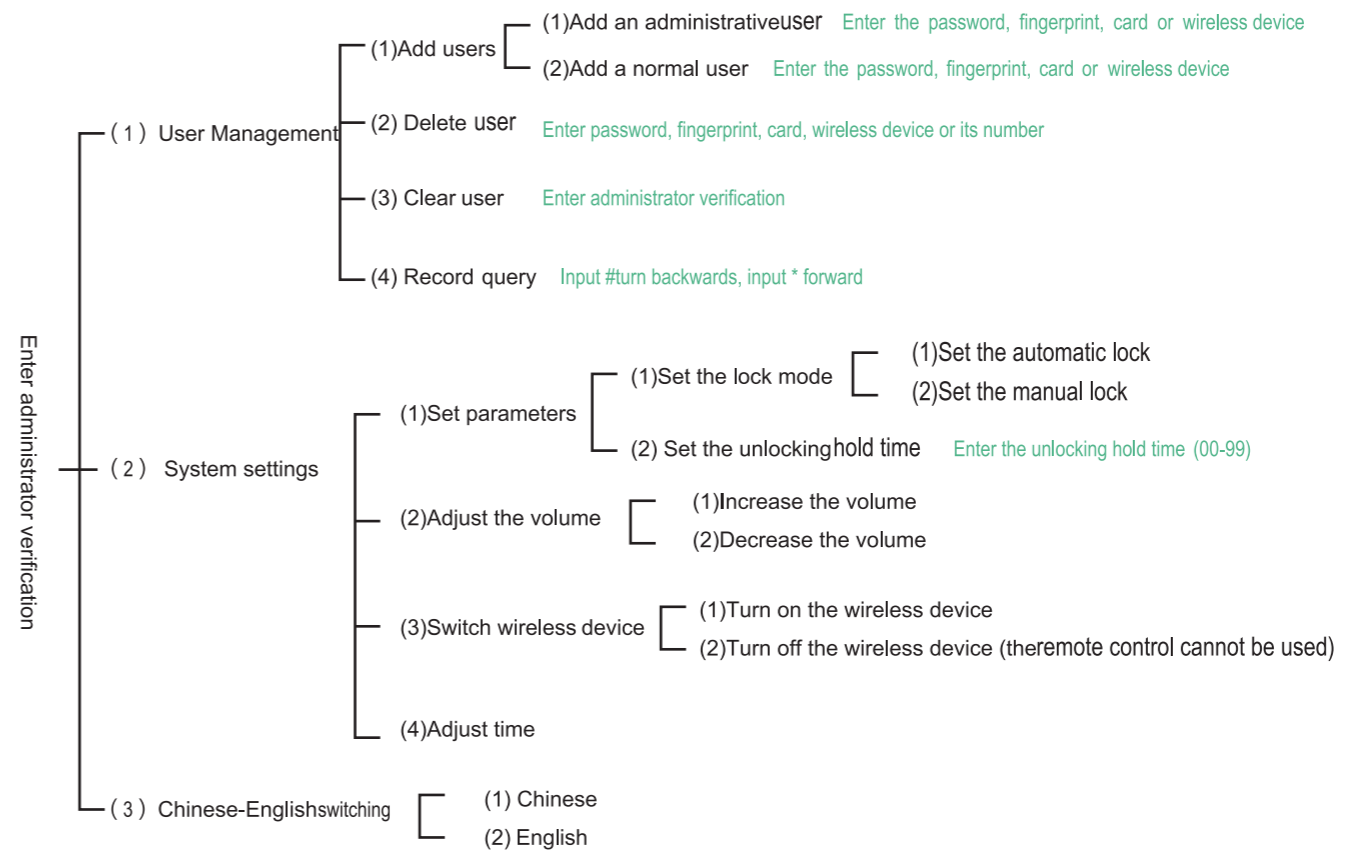 Enter administrator verification
( 1 ) User Management
(1)Add users
(1)Add an administrativeuser Enter the password, fingerprint, card or wireless device
(2)Add a normal user Enter the password, fingerprint, card or wireless device
(2) Delete user Enter password, fingerprint, card, wireless device or its number
(3) Clear user Enter administrator verification
(4) Record query Input #turn backwards, input * forward
( 2 ) System settings
(1)Set parameters
(1)Set the lock mode
(1)Set the automatic lock
(2)Set the manual lock
(2) Set the unlockinghold time Enter the unlocking hold time (00-99)
(2)Adjust the volume
(1)Increase the volume
(2)Decrease the volume
(3)Switch wireless device
(1)Turn on the wireless device
(2)Turn off the wireless device (theremote control cannot be used)
(4)Adjust time
( 3 ) Chinese-Englishswitching
(1) Chinese
(2) English